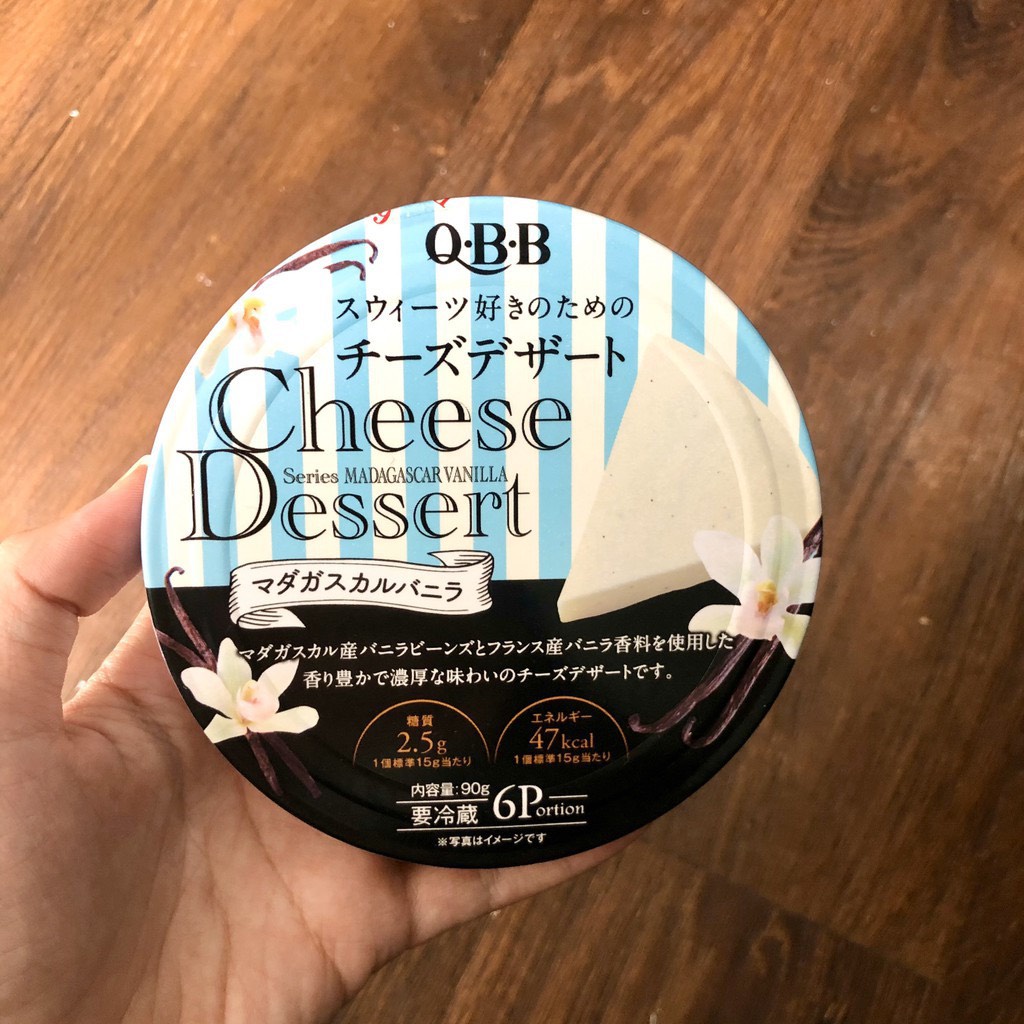 Q·B·B
スウィーツ好きのための
チーズデザート
Cheese
Series MADAGASCAR VANILLA
Dessert
マダガスカルバニラ
マダガスカル産バニラビーンズとフランス産バニラ香料を使用した
香り豊かで濃厚な味わいのチーズデザートです。
糖質
2.5g
1個標準15g当たり
エネルギー
47kcal
1個標準15g当たり
内容量:90g
要冷蔵
6Portion
※写真はイメージです